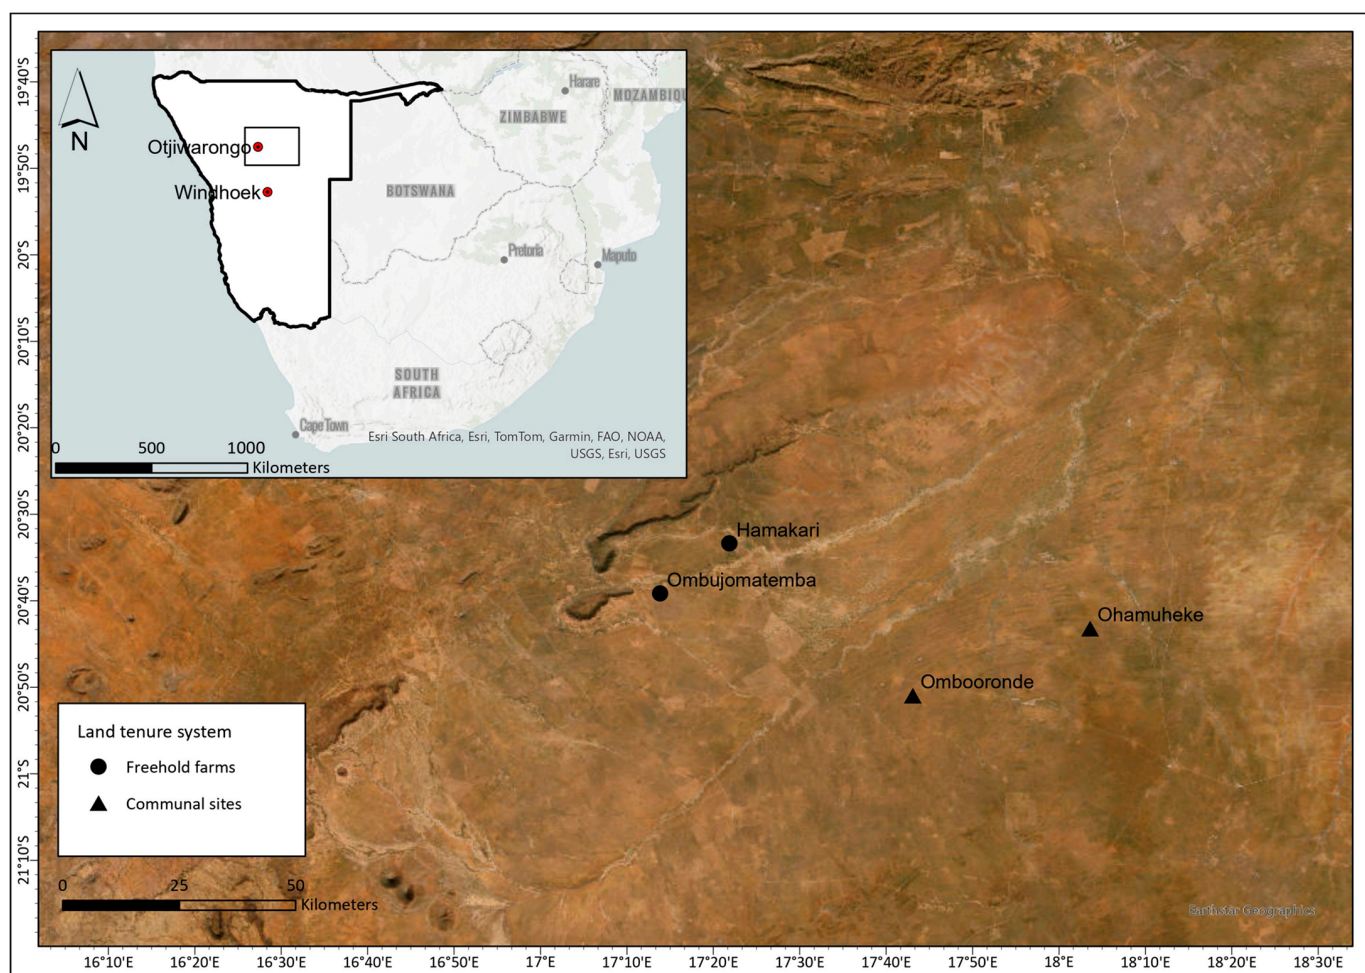 N
Otjiwarongo
Windhoek
Harare
ZIMBABWE
MOZAMBIQU
BOTSWANA
Pretoria
Maputo
SOUTH
AFRICA
Cape Town
Esri South Africa, Esri, TomTom, Garmin, FAO, NOAA,
USGS, Esri, USGS
0 500 1000
Kilometers
19°40'S
19°50'S
20°S
20°10'S
20°20'S
20°30'S
20°40'S
20°50'S
21°S
21°10'S
Hamakari
Ombujomatemba
Ohamuheke
Ombooronde
Land tenure system
Freehold farms
Communal sites
0 25 50
Kilometers
Earthstar Geographics
16°10'E 16°20'E 16°30'E 16°40'E 16°50'E 17°E 17°10'E 17°20'E 17°30'E 17°40'E 17°50'E 18°E 18°10'E 18°20'E 18°30'E